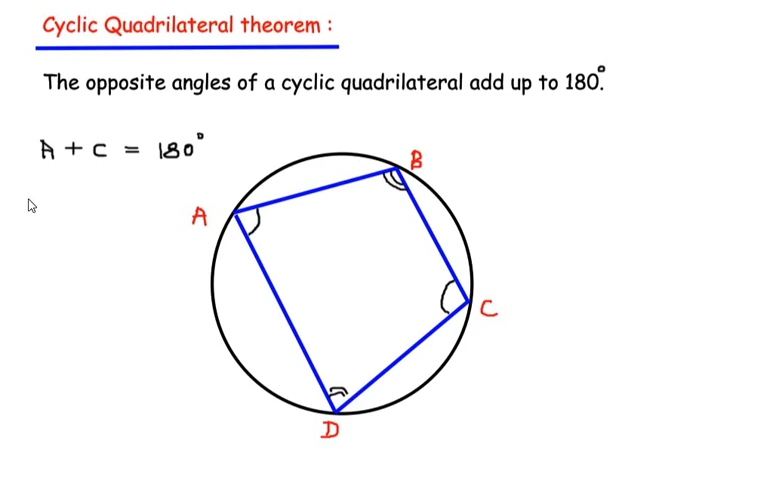 Cyclic Quadrilateral theorem :
The opposite angles of a cyclic quadrilateral add up to 180°.
A + C = 180°
B
A
C
D